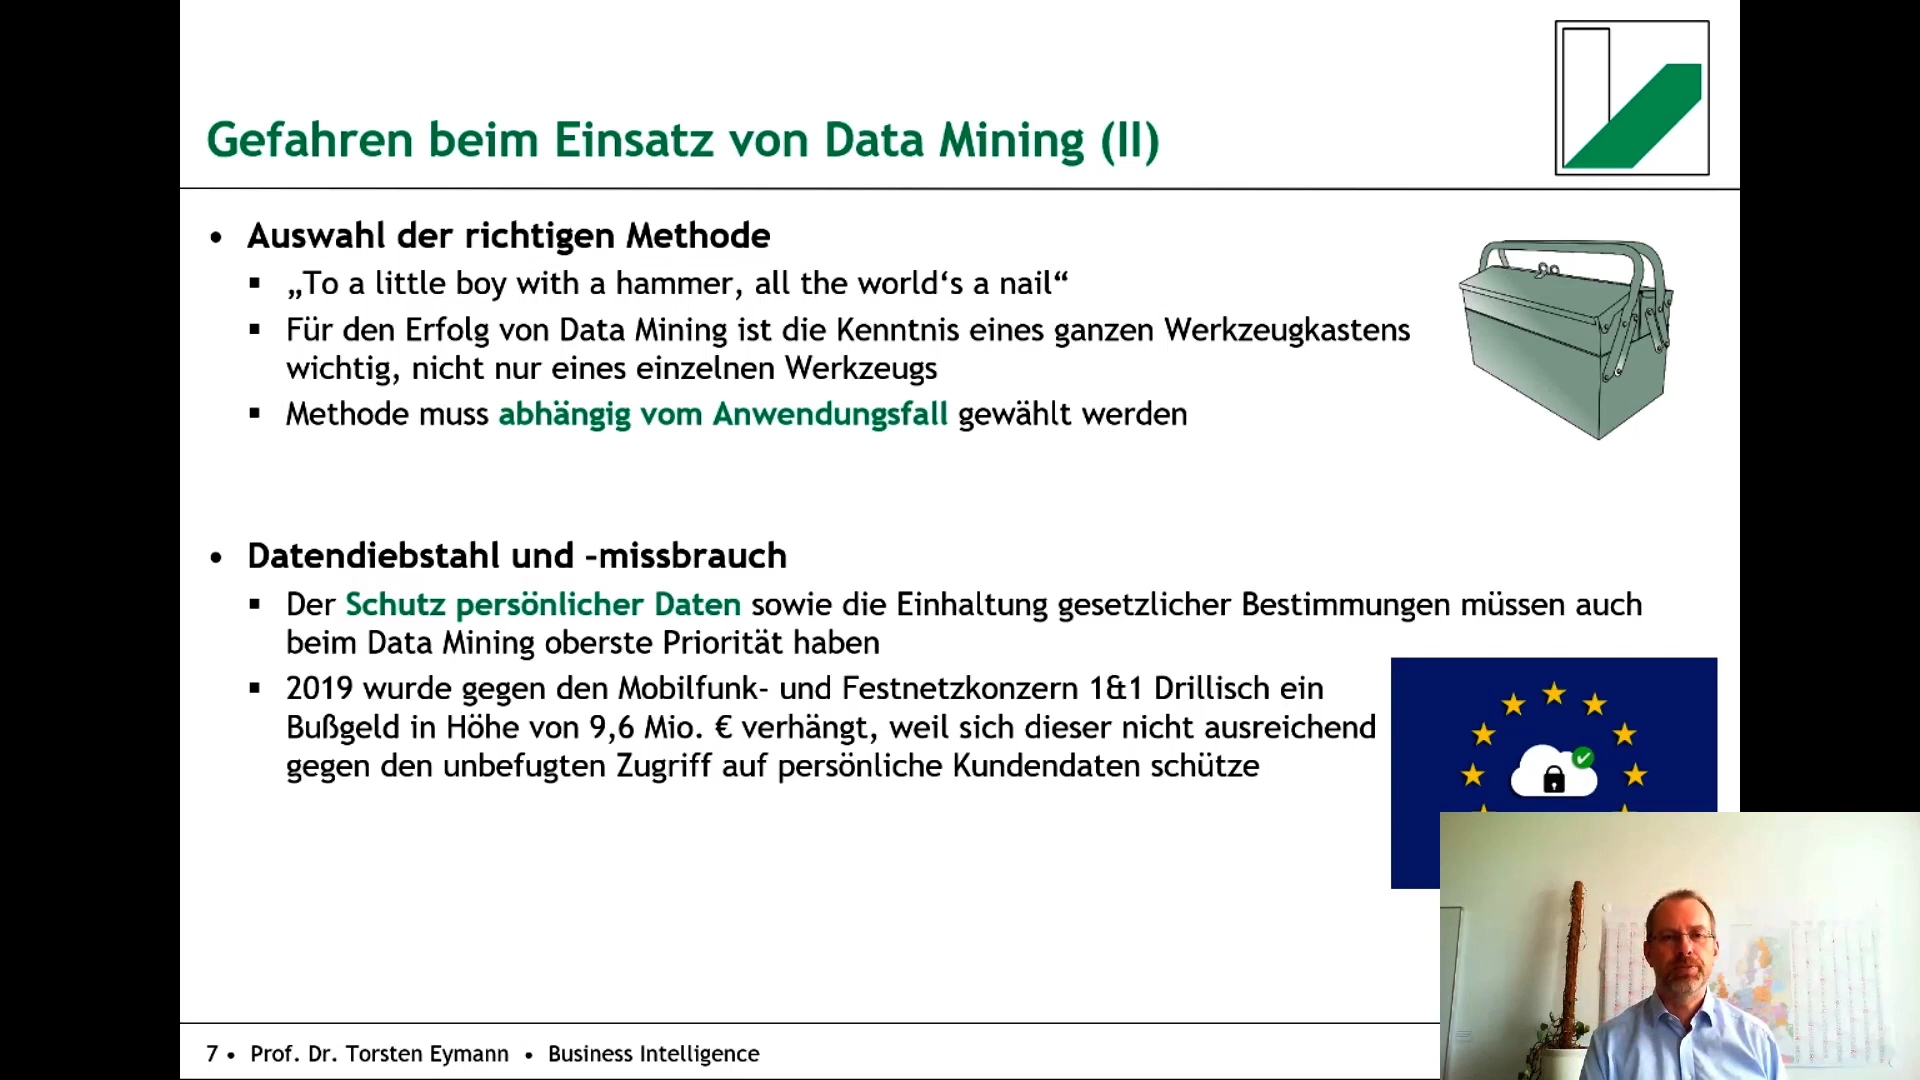 Gefahren beim Einsatz von Data Mining (II)
• Auswahl der richtigen Methode
▪ „To a little boy with a hammer, all the world‘s a nail“
▪ Für den Erfolg von Data Mining ist die Kenntnis eines ganzen Werkzeugkastens
wichtig, nicht nur eines einzelnen Werkzeugs
▪ Methode muss abhängig vom Anwendungsfall gewählt werden
• Datendiebstahl und –missbrauch
▪ Der Schutz persönlicher Daten sowie die Einhaltung gesetzlicher Bestimmungen müssen auch
beim Data Mining oberste Priorität haben
▪ 2019 wurde gegen den Mobilfunk- und Festnetzkonzern 1&1 Drillisch ein
Bußgeld in Höhe von 9,6 Mio. € verhängt, weil sich dieser nicht ausreichend
gegen den unbefugten Zugriff auf persönliche Kundendaten schütze
7 • Prof. Dr. Torsten Eymann • Business Intelligence